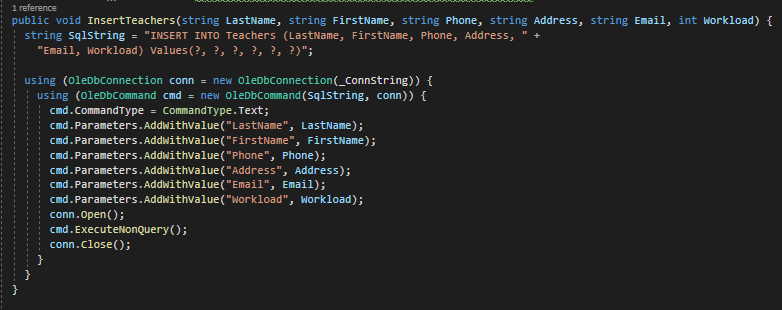 1 reference
public void InsertTeachers(string LastName, string FirstName, string Phone, string Address, string Email, int Workload) {
string SqlString = "INSERT INTO Teachers (LastName, FirstName, Phone, Address, " +
"Email, Workload) Values(?, ?, ?, ?, ?, ?)";
using (OleDbConnection conn = new OleDbConnection(_ConnString)) {
using (OleDbCommand cmd = new OleDbCommand(SqlString, conn)) {
cmd.CommandType = CommandType.Text;
cmd.Parameters.AddWithValue("LastName", LastName);
cmd.Parameters.AddWithValue("FirstName", FirstName);
cmd.Parameters.AddWithValue("Phone", Phone);
cmd.Parameters.AddWithValue("Address", Address);
cmd.Parameters.AddWithValue("Email", Email);
cmd.Parameters.AddWithValue("Workload", Workload);
conn.Open();
cmd.ExecuteNonQuery();
conn.Close();
}
}
}